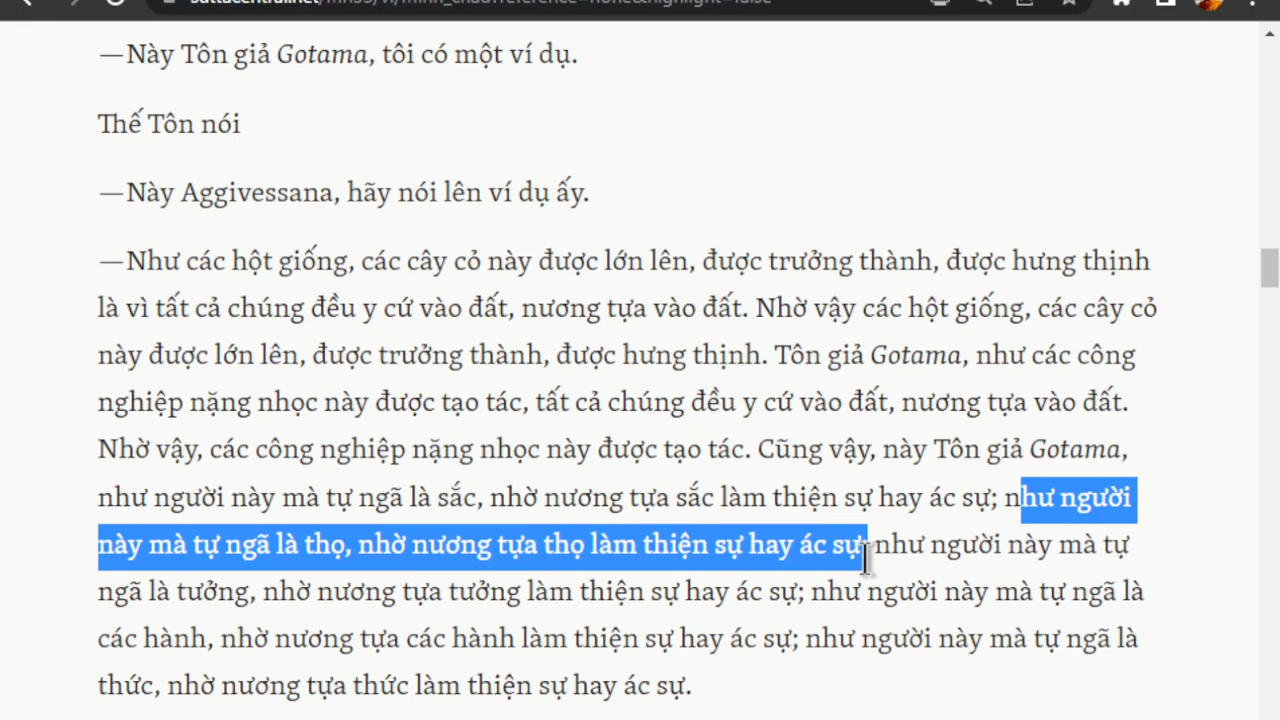 —Này Tôn giả Gotama, tôi có một ví dụ.
Thế Tôn nói
—Này Aggivessana, hãy nói lên ví dụ ấy.
—Như các hột giống, các cây cỏ này được lớn lên, được trưởng thành, được hưng thịnh
là vì tất cả chúng đều y cứ vào đất, nương tựa vào đất. Nhờ vậy các hột giống, các cây cỏ
này được lớn lên, được trưởng thành, được hưng thịnh. Tôn giả Gotama, như các công
nghiệp nặng nhọc này được tạo tác, tất cả chúng đều y cứ vào đất, nương tựa vào đất.
Nhờ vậy, các công nghiệp nặng nhọc này được tạo tác. Cũng vậy, này Tôn giả Gotama,
như người này mà tự ngã là sắc, nhờ nương tựa sắc làm thiện sự hay ác sự; như người
này mà tự ngã là thọ, nhờ nương tựa thọ làm thiện sự hay ác sự; như người này mà tự
ngã là tưởng, nhờ nương tựa tưởng làm thiện sự hay ác sự; như người này mà tự ngã là
các hành, nhờ nương tựa các hành làm thiện sự hay ác sự; như người này mà tự ngã là
thức, nhờ nương tựa thức làm thiện sự hay ác sự.